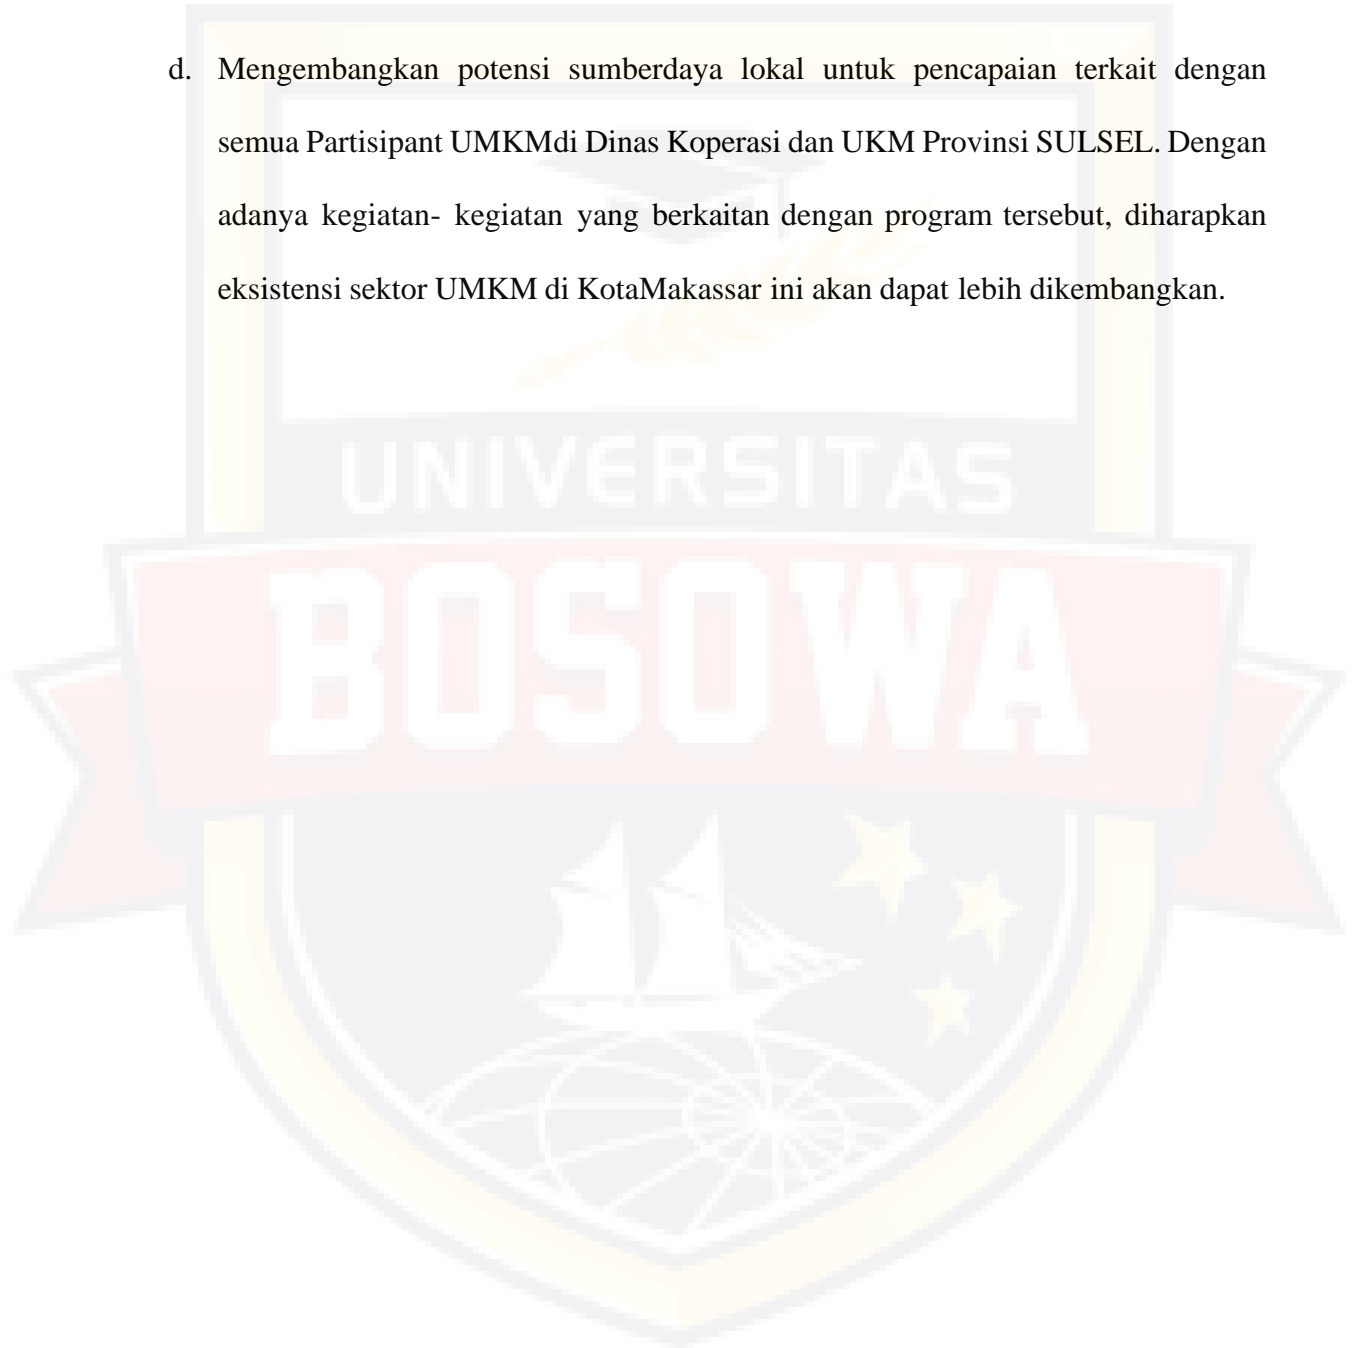 d. Mengembangkan potensi sumberdaya lokal untuk pencapaian terkait dengan
semua Partisipant UMKMdi Dinas Koperasi dan UKM Provinsi SULSEL. Dengan
adanya kegiatan- kegiatan yang berkaitan dengan program tersebut, diharapkan
eksistensi sektor UMKM di KotaMakassar ini akan dapat lebih dikembangkan.
UNIVERSITAS
BOSOWA